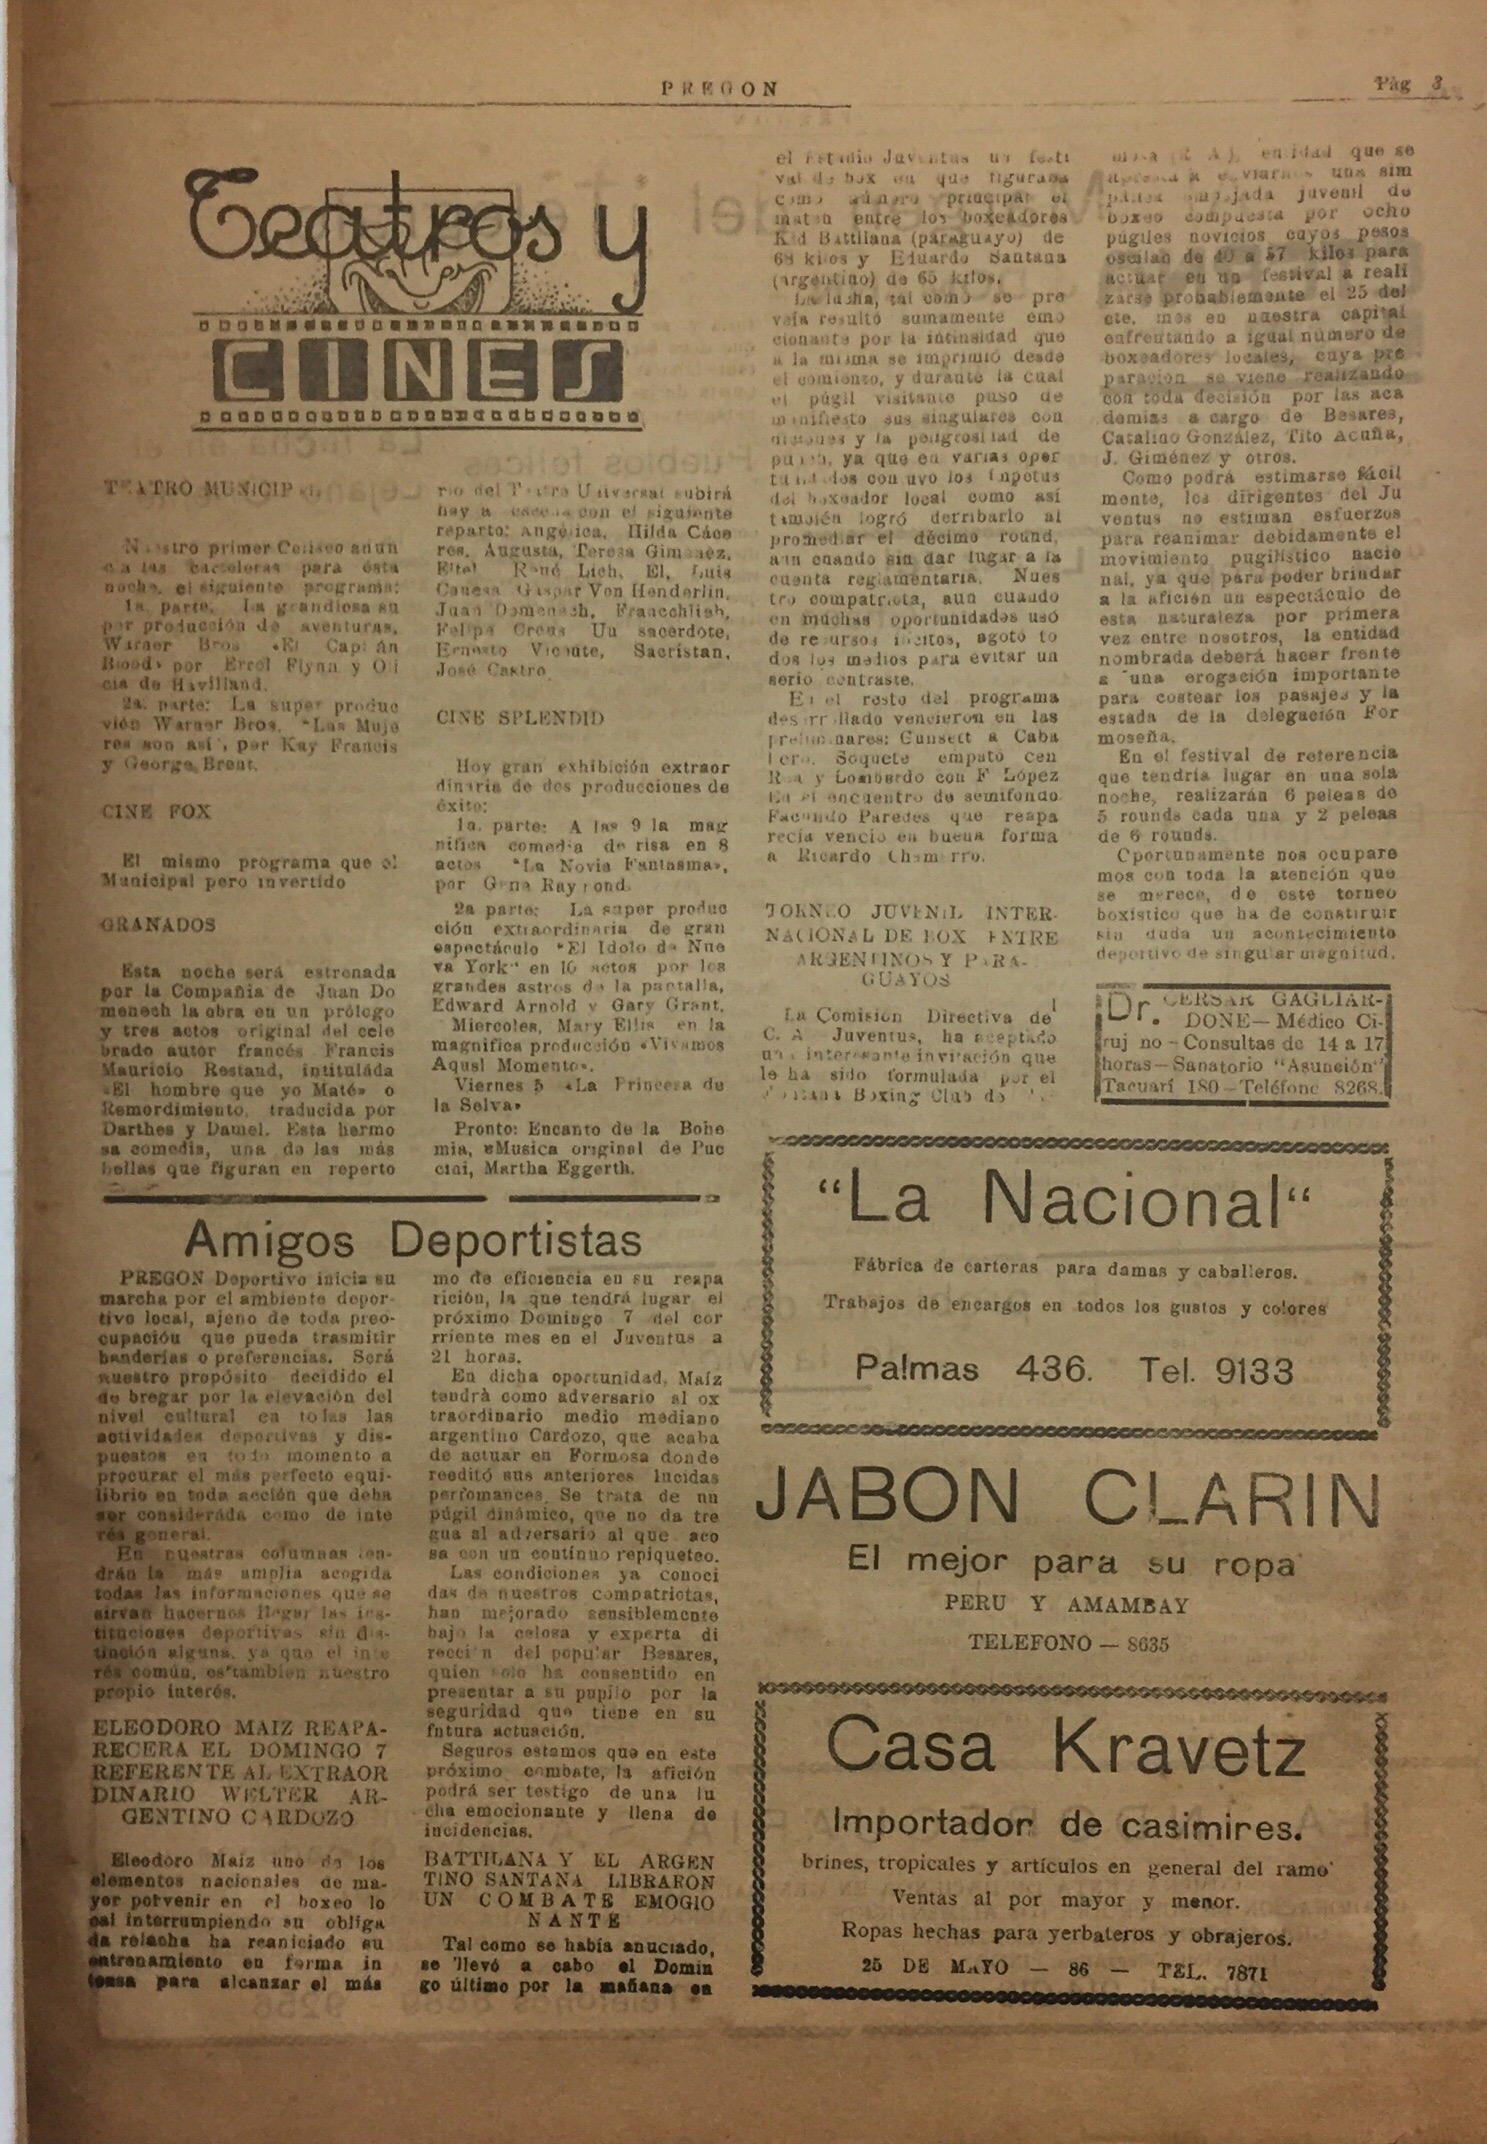 PREGON
Pág 3
Teatros y
CINES
TEATRO MUNICIP
Nuestro primer Coliseo anun
cia las carteleras para esta
noche, el siguiente programa:
1a. parte. La grandiosa su
per producción de aventuras,
Warner Bros «El Capitán
Blood» por Errol Flynn y Oli
cia de Havilland.
2a. parte: La super produc
vión Warner Bros, "Las Muje
res son así", por Kay Francis
y George Brent.
CINE FOX
El mismo programa que el
Municipal pero invertido
GRANADOS
Esta noche será estrenada
por la Compañia de Juan Do
menech la obra en un prólogo
y tres actos original del cele
brado autor francés Francis
Mauricio Rostand, intituláda
«El hombre que yo Maté» o
Remordimiento, traducida por
Darthes y Damel. Esta hermo
sa comedis, una de las más
bellas que figuran en reperto
rio del Teatro Universal subirá
hoy a escena con el siguiente
reparto: Angélica, Hilda Cáce
res, Augusta, Teresa Gimenez,
Eltel René Lich, El, Luis
Canesa Gaspar Von Henderlin,
Juan Domenech, Francchlish,
Felipe Creus Un sacerdote,
Ernesto Vicente, Sacristan,
José Castro
CINE SPLENDID
Hoy gran exhibición extraor
dinaria de dos producciones de
éxito:
1a. parte: A las 9 la mag
nifica comedia de risa en 8
actos "La Novia Fantasma»,
por Gene Raymond.
2a parte: La super produc
ción extraordinaria de gran
espectáculo "El Idolo de Nue
va York" en 10 actos por los
grandes astros de la pantalla,
Edward Arnold y Gary Grant.
Miercoles, Mary Ellis en la
magnifica producción «Vivamos
Aqusl Momento».
Viernes 5 «La Princesa de
la Selva»
Pronto: Encanto de la Bohe
mia, «Musica original de Puc
cini, Martha Eggerth.
Amigos Deportistas
PREGON Deportivo inicia su
marcha por el ambiente depor-
tivo local, ajeno de toda preo-
cupación que pueda trasmitir
banderías o preferencias. Será
nuestro propósito decidido el
de bregar por la elevación del
nivel cultural en todas las
actividades deportivas y dis-
puestos en todo momento a
procurar el más perfecto equi-
librio en toda acción que deba
ser considerada como de inte
rés general.
En nuestras columnas ten-
drán la más amplia acogida
todas las informaciones que se
sirvan hacernos llegar las ins-
tituciones deportivas sin dis-
tinción alguna, ya que el inte
rés común, es tambien nuestro
propio interés.
ELEODORO MAIZ REAPA-
RECERA EL DOMINGO 7
REFERENTE AL EXTRAOR
DINARIO WELTER AR-
GENTINO CARDOZO
Eleodoro Maíz uno de los
elementos nacionales de ma-
yor potvenir en el boxeo lo
cal interrumpiendo su obliga
da relacha ha reaniciado su
entrenamiento en forma in
tensa para alcanzar el más
mo de eficiencia en su reapa
rición, la que tendrá lugar el
próximo Domingo 7 del cor
rriente mes en el Juventus a
21 horas.
En dicha oportunidad, Maíz
tendrà como adversario al ox
traordinario medio mediano
argentino Cardozo, que acaba
de actuar en Formosa donde
reeditó sus anteriores lucidas
perfomances. Se trata de un
púgil dinámico, que no da tre
gua al adversario al que aco
sa con un contínuo repiqueteo.
Las condiciones ya conoci
das de nuestros compatriotas,
han mejorado sensiblemente
bajo la celosa y experta di
rección del popular Besares,
quien solo ha consentido en
presentar a su pupilo por la
seguridad que tiene en su
futura actuación.
Seguros estamos que en este
próximo combate, la afición
podrá ser testigo de una lu
cha emocionante y llena de
incidencias.
BATTILANA Y EL ARGEN
TINO SANTANA LIBRARON
UN COMBATE EMOGIO
NANTE
Tal como se había anuciado,
se llevó a cabo el Domin
go último por la mañana en
el Estadio Juventus un festi
val de box en que figuraba
como número principal el
match entre los boxeadores
Kid Battilana (paraguayo) de
68 kilos y Eduardo Santana
(argentino) de 65 kilos.
La lucha, tal como se pre
veía resultó sumamente emo
cionante por la intinsidad que
a la misma se imprimió desde
el comienzo, y durante la cual
el púgil visitante puso de
manifiesto sus singulares con
diciones y la peligrosidad de
punch, ya que en varias opor
tunidades contuvo los ímpetus
del boxeador local como así
también logró derribarlo al
promediar el décimo round,
aun cuando sin dar lugar a la
cuenta reglamentaria. Nues
tro compatriota, aun cuando
en muchas oportunidades usó
de recursos ilícitos, agotó to
dos los medios para evitar un
serio contraste.
En el resto del programa
desarrollado vencieron en las
preliminares: Gunsett a Caba
llero. Soquete empató con
Roa y Lombardo con F López
En el encuentro de semifondo
Facundo Paredes que reapa
recía vencio en buena forma
a Ricardo Chamorro.
TORNEO JUVENIL INTER-
NACIONAL DE BOX ENTRE
ARGENTINOS Y PARA-
GUAYOS
La Comisión Directiva del
C. A Juventus, ha aceptado
una interesante invitación que
le ha sido formulada por el
Boxing Club de
mosa (R. A), entidad que se
apresta a enviarnos una sim
pática embajada juvenil de
boxeo compuesta por ocho
púgiles novicios cuyos pesos
oscilan de 40 a 57 kilos para
actuar en un festival a reali
zarse probablemente el 25 del
cte. mes en nuestra capital
enfrentando a igual número de
boxeadores locales, cuya pre
paración se viene realizando
con toda decisión por las aca
demias a cargo de Besares,
Catalino González, Tito Acuña,
J. Giménez y otros.
Como podrá estimarse fácil
mente, los dirigentes del Ju
ventus no estiman esfuerzos
para reanimar debidamente el
movimiento pugilístico nacio
nal, ya que para poder brindar
a la afición un espectáculo de
esta naturaleza por primera
vez entre nosotros, la entidad
nombrada deberá hacer frente
a una erogación importante
para costear los pasajes y la
estada de la delegación For
moseña.
En el festival de referencia
que tendría lugar en una sola
noche, realizarán 6 peleas de
5 rounds cada una y 2 peleas
de 6 rounds.
Oportunamente nos ocupare
mos con toda la atención que
se merece, de este torneo
boxístico que ha de constiruir
sin duda un acontecimiento
deportivo de singular magnitud.
Dr. CERSAR GAGLIAR-
DONE— Médico Ci-
rujano - Consultas de 14 a 17
horas—Sanatorio "Asunción"
Tacuarí 180—Teléfono 8268.
"La Nacional"
Fábrica de carteras para damas y caballeros.
Trabajos de encargos en todos los gustos y colores
Palmas 436. Tel. 9133
JABON CLARIN
El mejor para su ropa
PERU Y AMAMBAY
TELEFONO — 8635
Casa Kravetz
Importador de casimires.
brines, tropicales y artículos en general del ramo
Ventas al por mayor y menor.
Ropas hechas para yerbateros y obrajeros.
25 DE MAYO — 86 — TEL. 7871